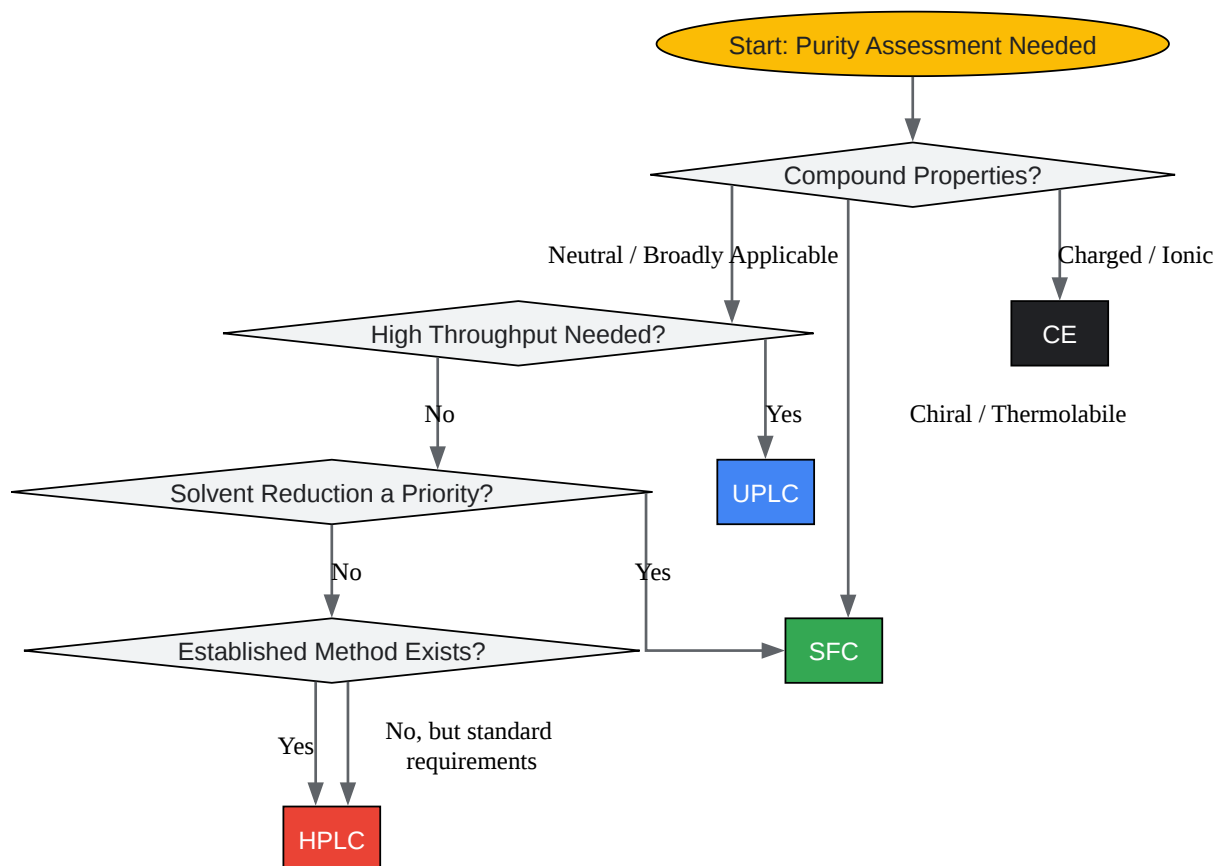 Start: Purity Assessment Needed
Compound Properties?
Neutral / Broadly Applicable
Charged / Ionic
High Throughput Needed?
CE
No
Yes
Chiral / Thermolabile
Solvent Reduction a Priority?
UPLC
No
Yes
Established Method Exists?
SFC
Yes
No, but standard
requirements
HPLC